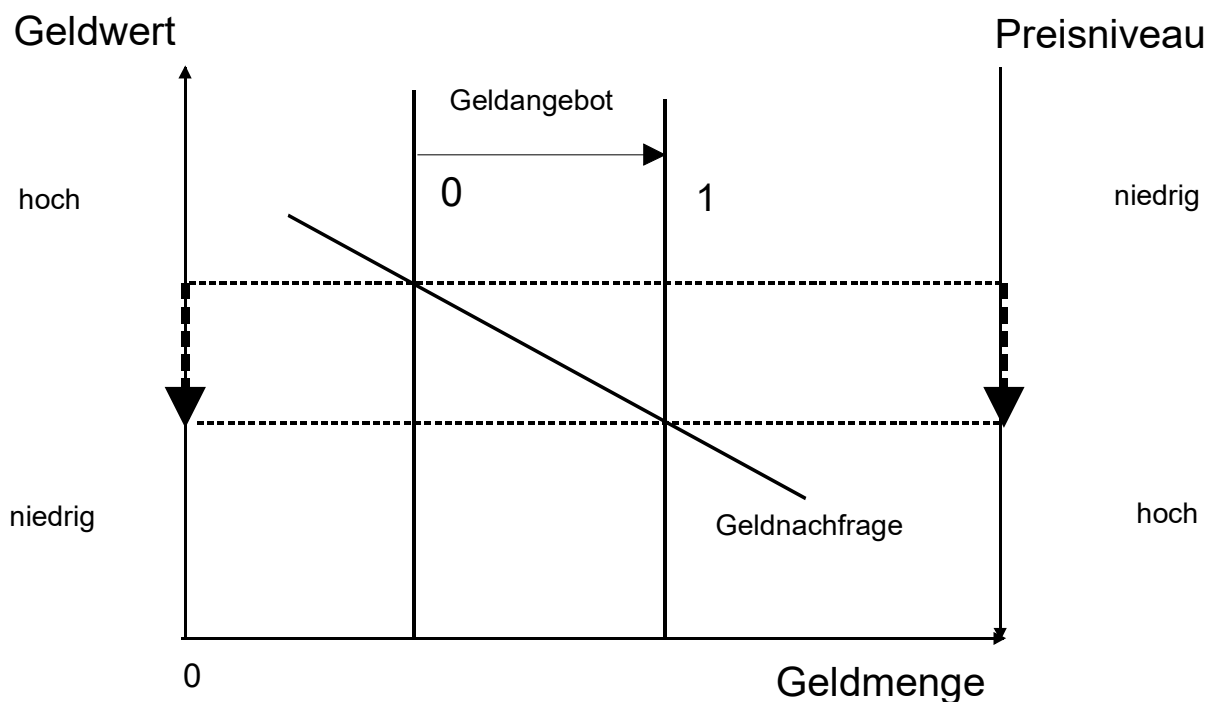 Geldwert
Preisniveau
Geldangebot
0
1
hoch
niedrig
niedrig
Geldnachfrage
hoch
0
Geldmenge